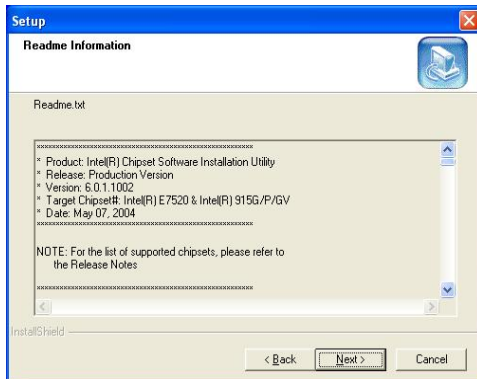 Setup
Readme Information
Readme.txt
************************************************************
* Product: Intel(R) Chipset Software Installation Utility
* Release: Production Version
* Version: 6.0.1.1002
* Target Chipset#: Intel(R) E7520 & Intel(R) 915G/P/GV
* Date: May 07, 2004
************************************************************
NOTE: For the list of supported chipsets, please refer to
the Release Notes
************************************************************
InstallShield
< Back
Next >
Cancel